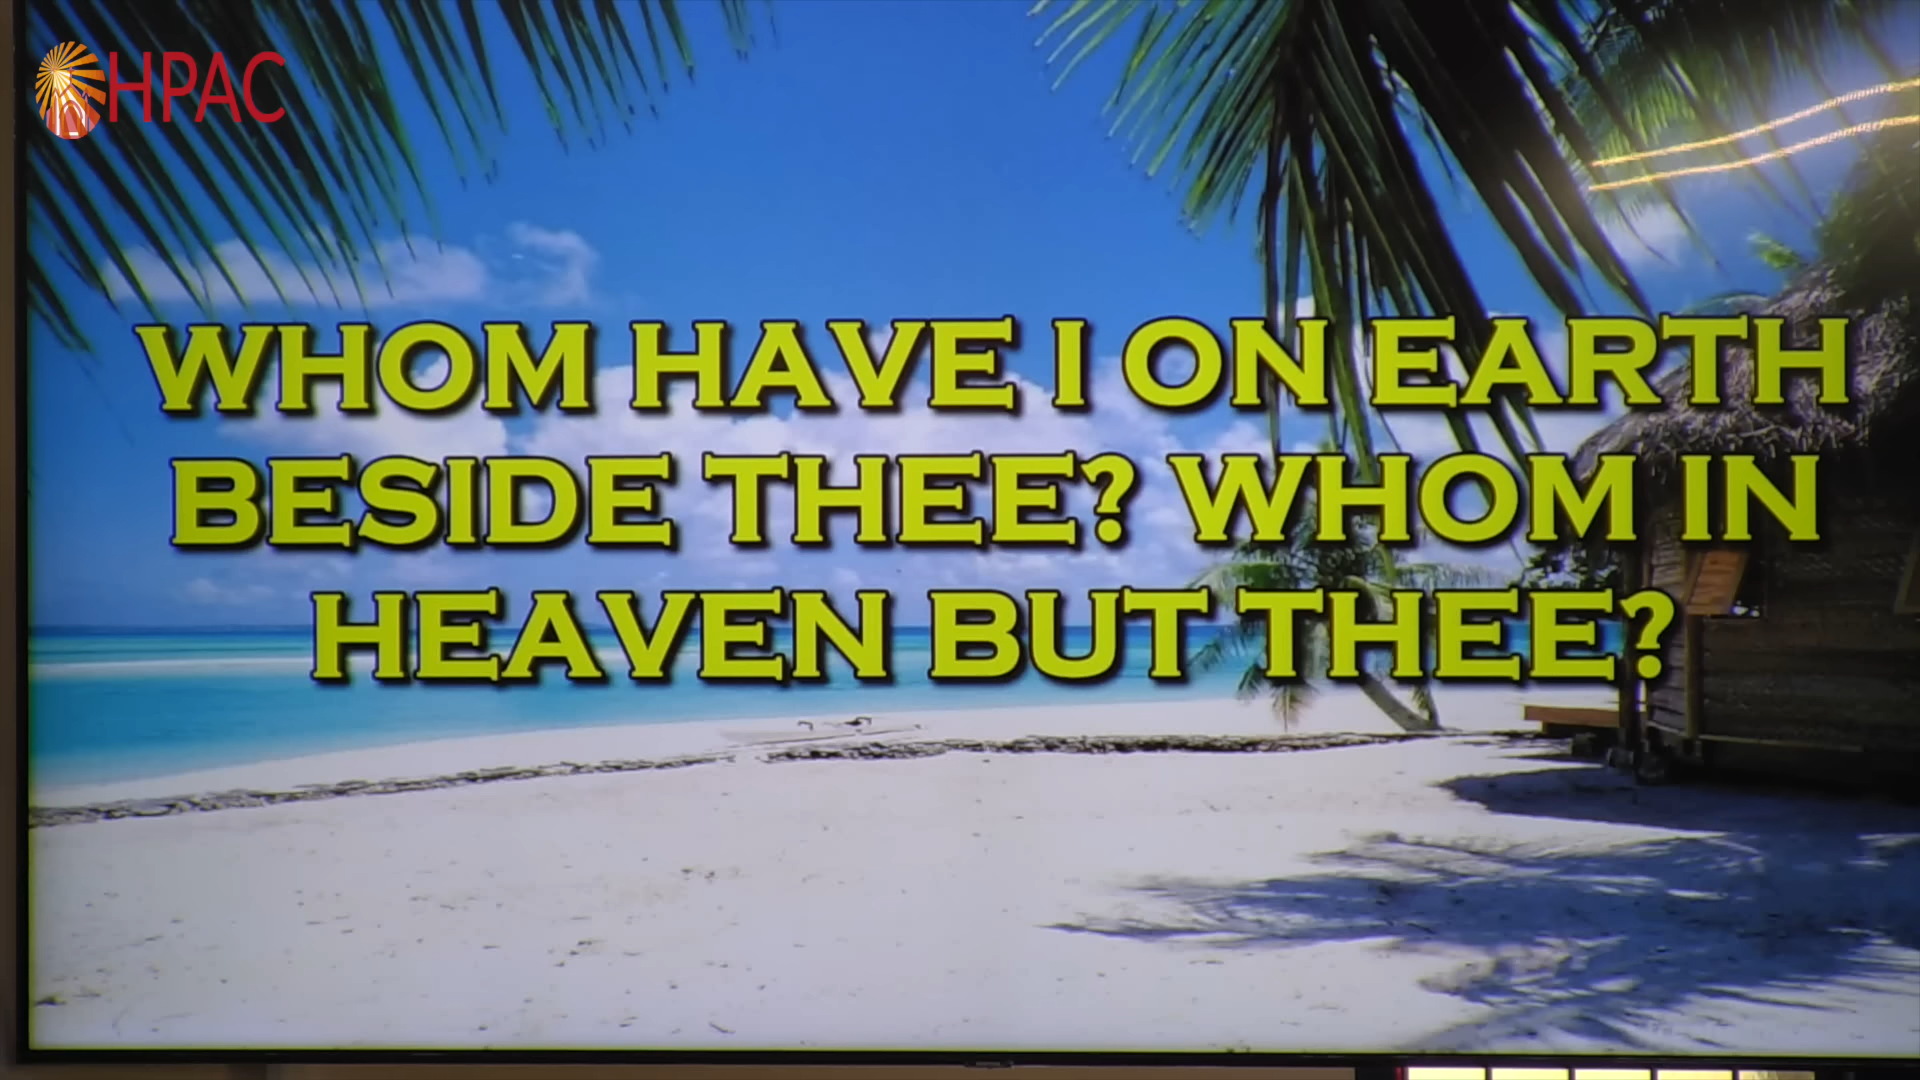 HPAC
WHOM HAVE I ON EARTH
BESIDE THEE? WHOM IN
HEAVEN BUT THEE?